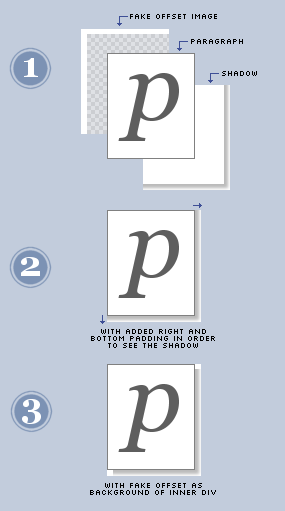 FAKE OFFSET IMAGE
PARAGRAPH
SHADOW
1
p
2
p
WITH ADDED RIGHT AND
BOTTOM PADDING IN ORDER
TO SEE THE SHADOW
3
p
WITH FAKE OFFSET AS
BACKGROUND OF INNER DIV